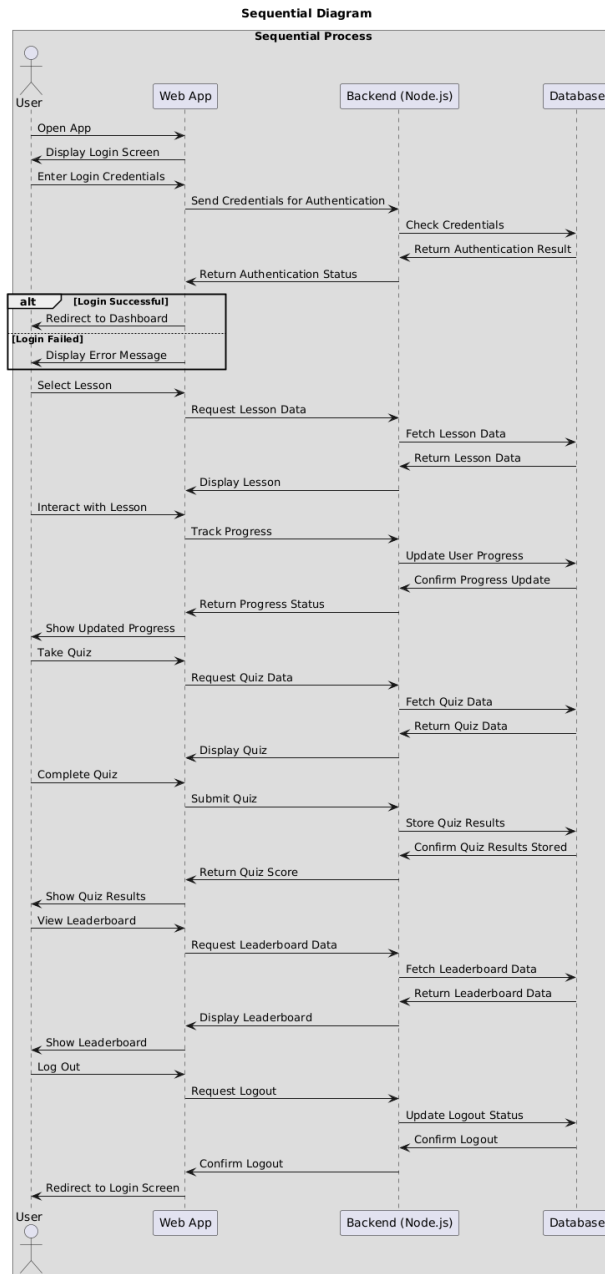 Sequential Diagram
Sequential Process
User
Web App
Backend (Node.js)
Database
Open App
Display Login Screen
Enter Login Credentials
Send Credentials for Authentication
Check Credentials
Return Authentication Result
Return Authentication Status
alt [Login Successful]
Redirect to Dashboard
[Login Failed]
Display Error Message
Select Lesson
Request Lesson Data
Fetch Lesson Data
Return Lesson Data
Display Lesson
Interact with Lesson
Track Progress
Update User Progress
Confirm Progress Update
Return Progress Status
Show Updated Progress
Take Quiz
Request Quiz Data
Fetch Quiz Data
Return Quiz Data
Display Quiz
Complete Quiz
Submit Quiz
Store Quiz Results
Confirm Quiz Results Stored
Return Quiz Score
Show Quiz Results
View Leaderboard
Request Leaderboard Data
Fetch Leaderboard Data
Return Leaderboard Data
Display Leaderboard
Show Leaderboard
Log Out
Request Logout
Update Logout Status
Confirm Logout
Confirm Logout
Redirect to Login Screen
User
Web App
Backend (Node.js)
Database